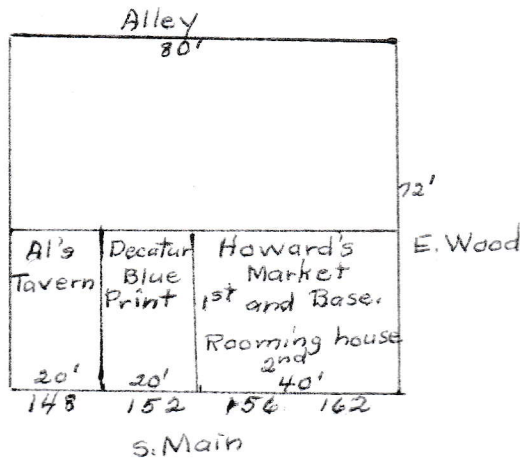 Alley
80'
72'
E. Wood
Al's
Tavern
20'
Decatur
Blue
Print
20'
Howard's
Market
1st and Base.
Rooming house
2nd
40'
148 152 156 162
S. Main